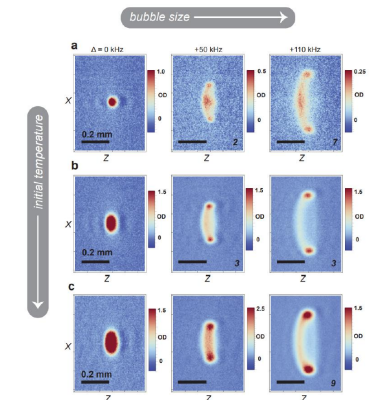 bubble size
initial temperature
a
Δ = 0 kHz
+50 kHz
+110 kHz
X
1.0
OD
0
0.2 mm
0.5
OD
0
2
0.25
OD
0
7
Z
Z
Z
b
X
1.5
OD
0
0.2 mm
1.5
OD
0
3
1.5
OD
0
3
Z
Z
Z
c
X
1.5
OD
0
0.2 mm
2.5
OD
0
1.5
OD
0
9
Z
Z
Z